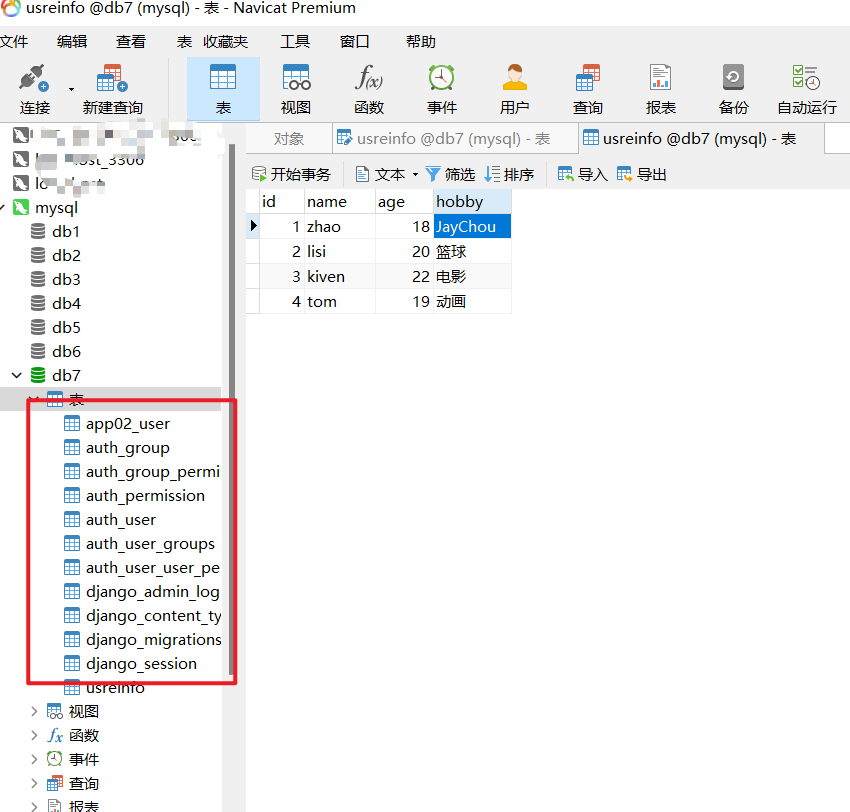 usreinfo @db7 (mysql) - 表 - Navicat Premium
文件 编辑 查看 表 收藏夹 工具 窗口 帮助
连接 新建查询 表 视图 函数 事件 用户 查询 报表 备份 自动运行
对象 usreinfo @db7 (mysql) - 表 usreinfo @db7 (mysql) - 表
开始事务 文本 筛选 排序 导入 导出
id name age hobby
1 zhao 18 JayChou
2 lisi 20 篮球
3 kiven 22 电影
4 tom 19 动画
mysql
db1
db2
db3
db4
db5
db6
db7
表
app02_user
auth_group
auth_group_permi
auth_permission
auth_user
auth_user_groups
auth_user_user_pe
django_admin_log
django_content_ty
django_migrations
django_session
usreinfo
视图
函数
事件
查询
报表